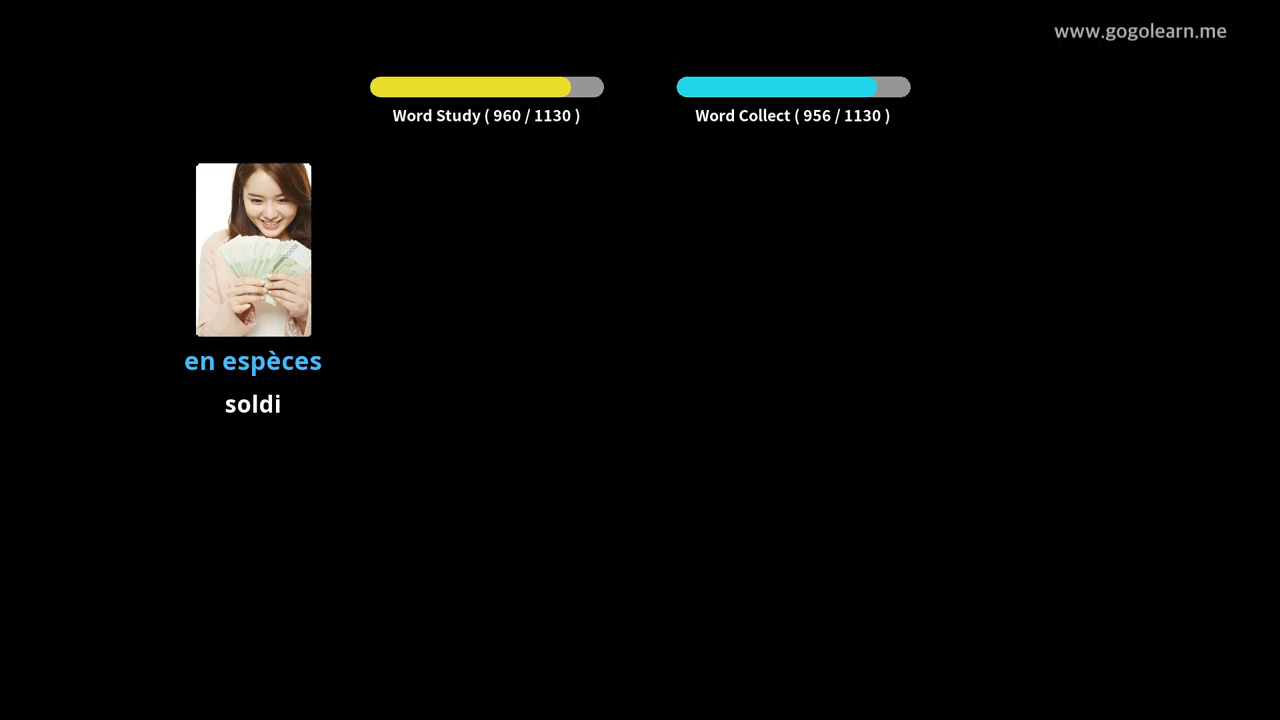 www.gogolearn.me
Word Study ( 960 / 1130 )
Word Collect ( 956 / 1130 )
en espèces
soldi